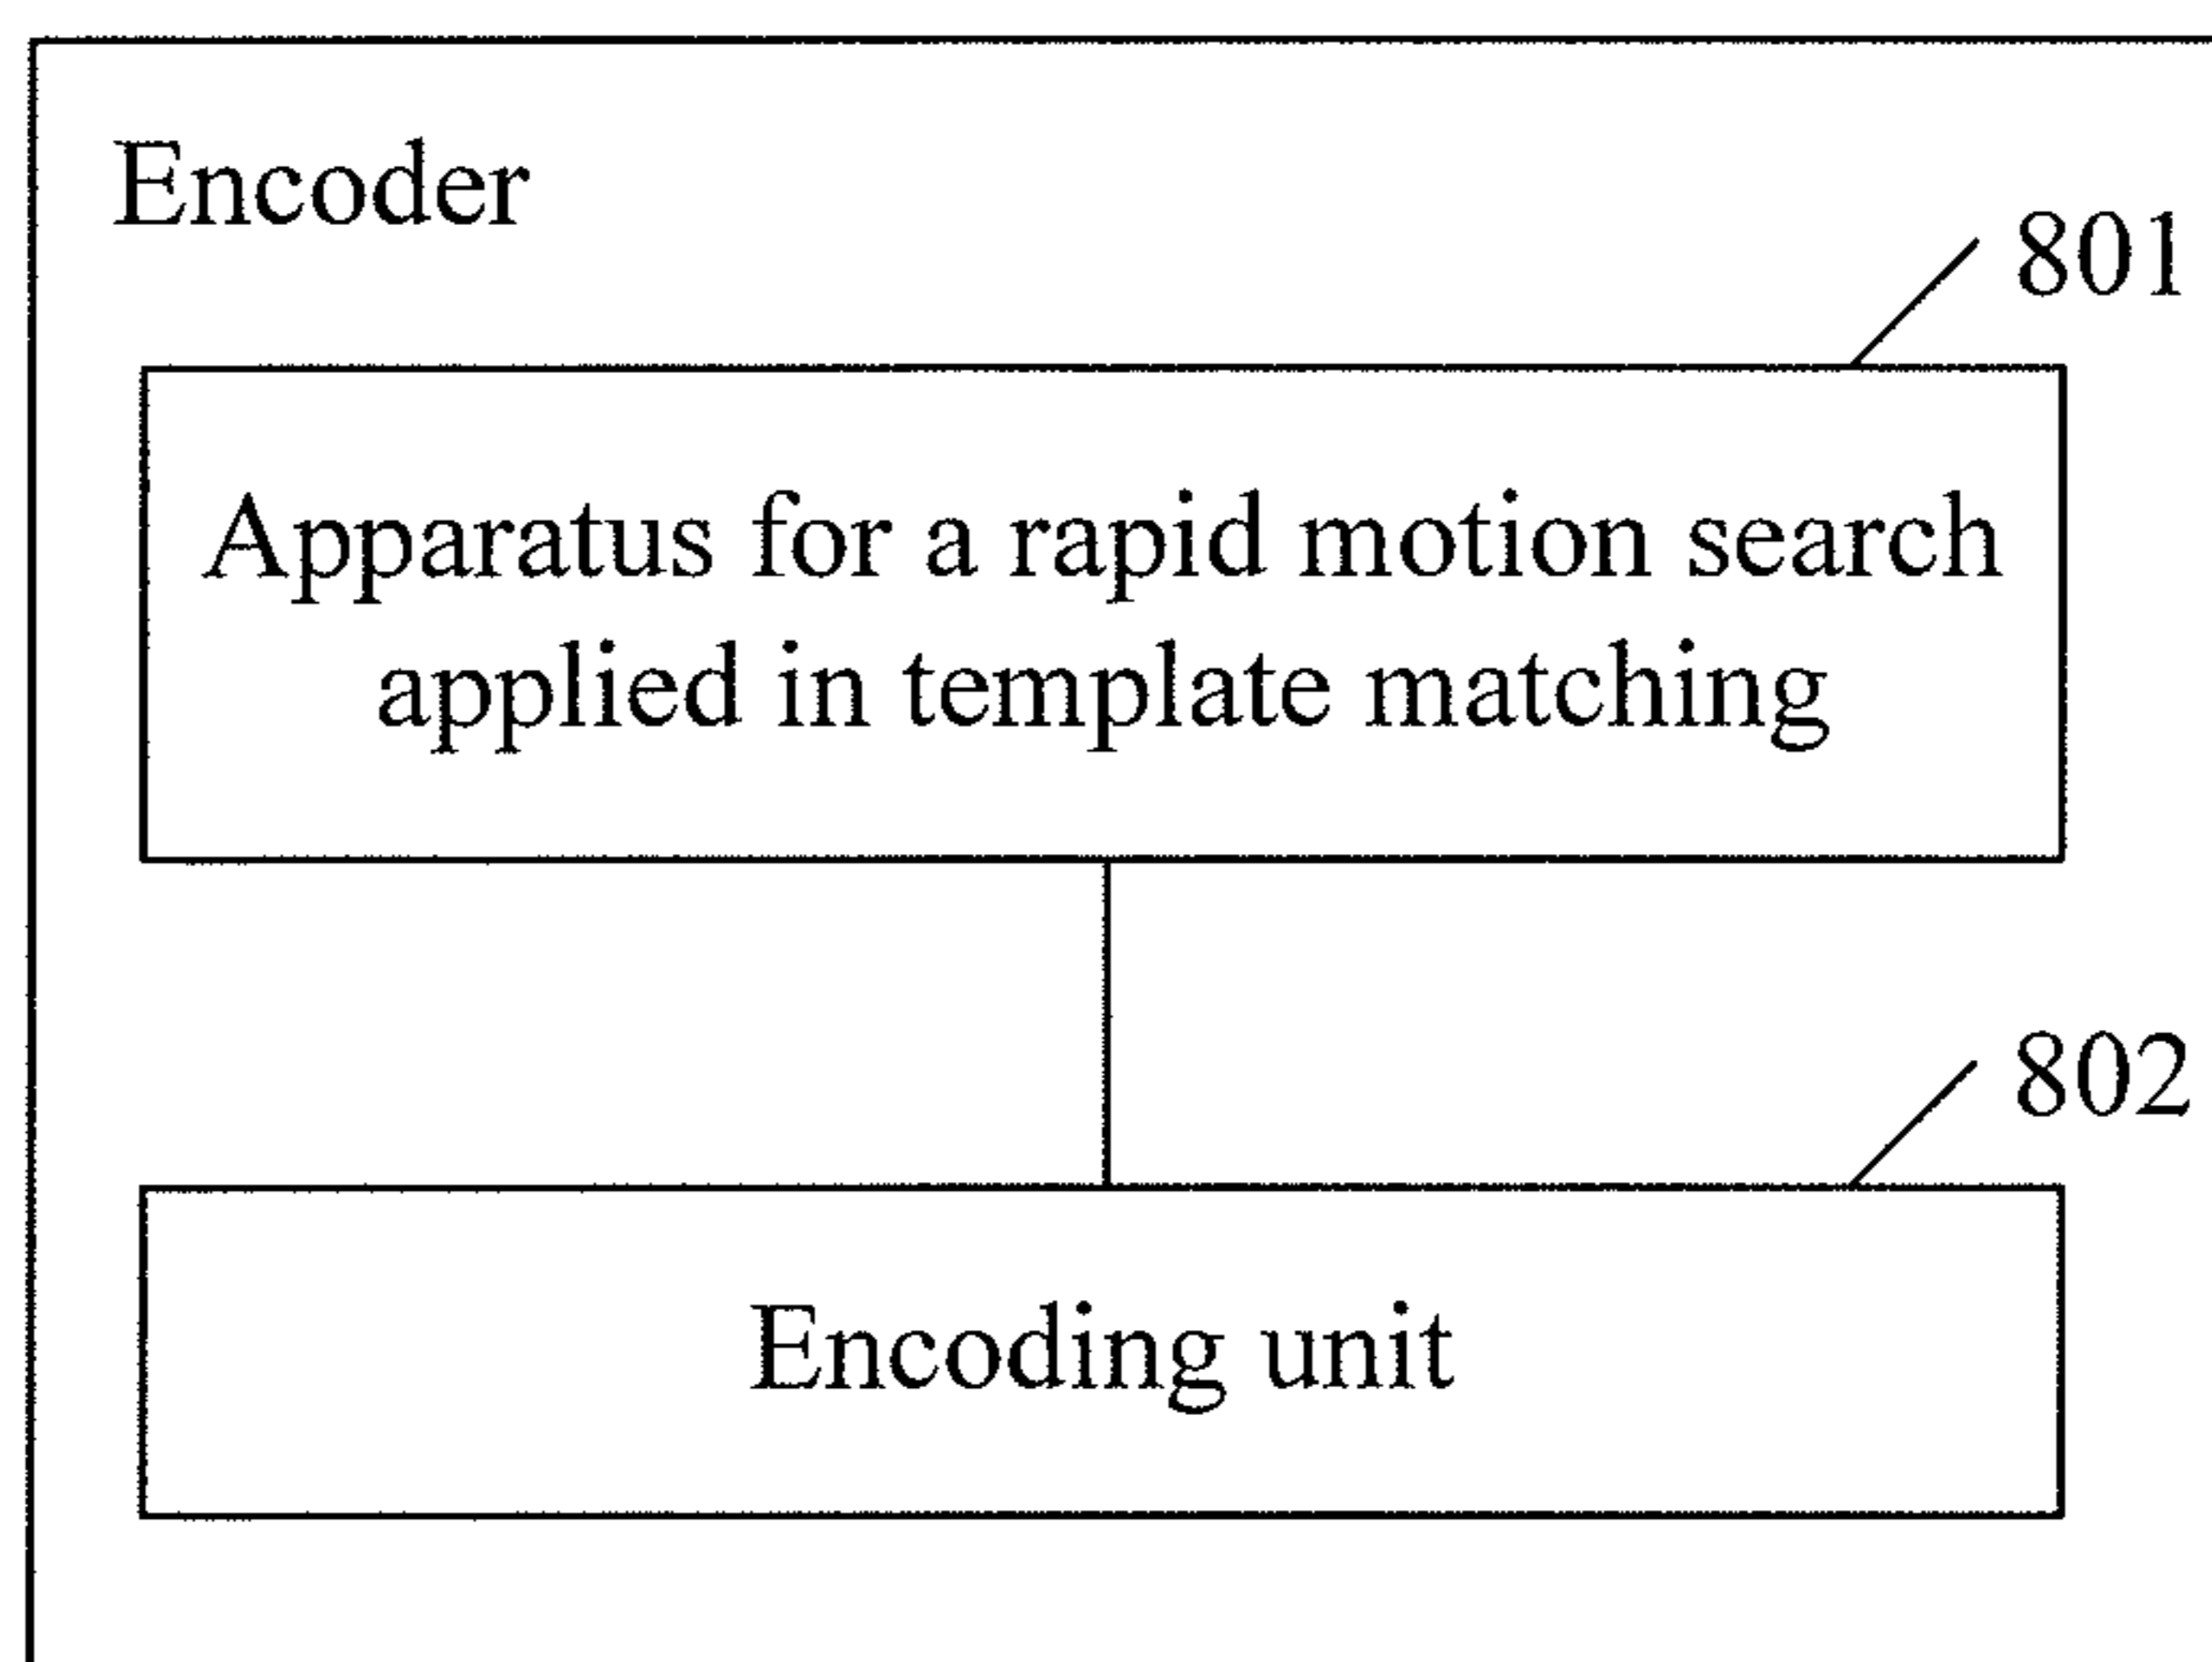 Encoder
801
Apparatus for a rapid motion search
applied in template matching
802
Encoding unit